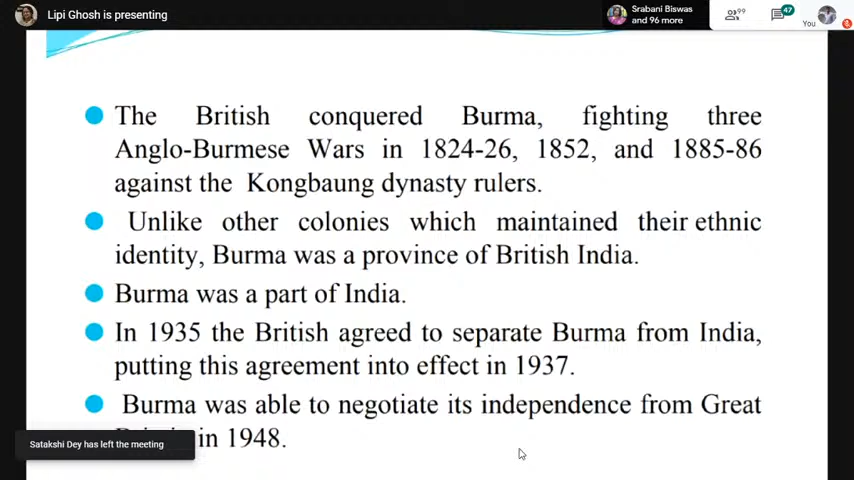 Lipi Ghosh is presenting
Srabani Biswas
and 96 more
99
47
You
The British conquered Burma, fighting three
Anglo-Burmese Wars in 1824-26, 1852, and 1885-86
against the Kongbaung dynasty rulers.
Unlike other colonies which maintained their ethnic
identity, Burma was a province of British India.
Burma was a part of India.
In 1935 the British agreed to separate Burma from India,
putting this agreement into effect in 1937.
Burma was able to negotiate its independence from Great
in 1948.
Satakshi Dey has left the meeting